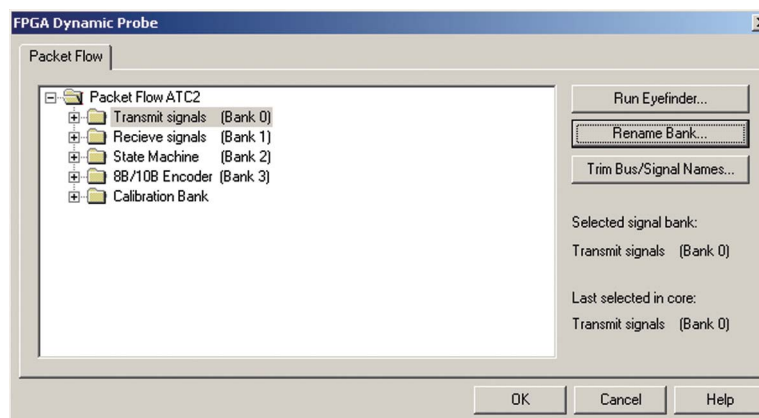 FPGA Dynamic Probe
Packet Flow
Packet Flow ATC2
Transmit signals (Bank 0)
Recieve signals (Bank 1)
State Machine (Bank 2)
8B/10B Encoder (Bank 3)
Calibration Bank
Run Eyefinder...
Rename Bank...
Trim Bus/Signal Names...
Selected signal bank:
Transmit signals (Bank 0)
Last selected in core:
Transmit signals (Bank 0)
OK
Cancel
Help